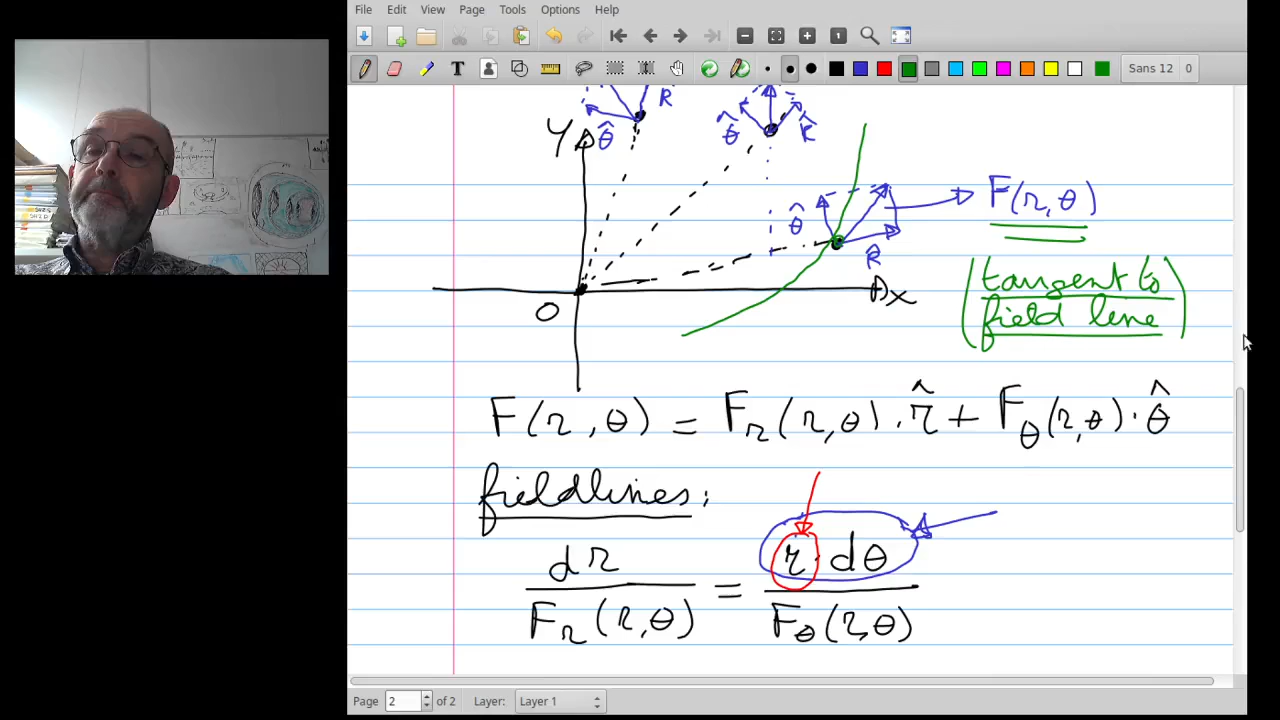 File Edit View Page Tools Options Help
Sans 12 0
R
θ̂
Y
θ̂
R̂
F(r,θ)
θ̂
R̂
(tangent to
field line)
O
X
F(r,θ) = F_r(r,θ)·r̂ + F_θ(r,θ)·θ̂
fieldlines:
dr / F_r(r,θ) = r·dθ / F_θ(r,θ)
Page 2 of 2 Layer: Layer 1